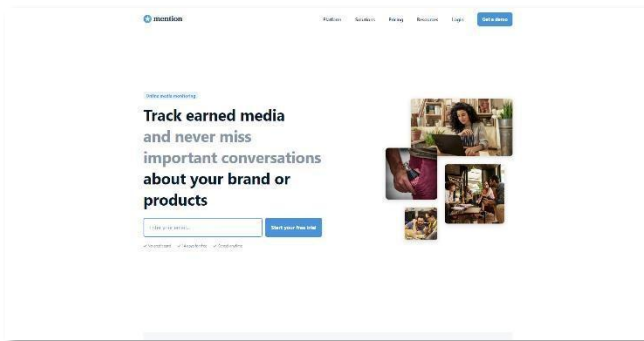 mention
Platform Solutions Pricing Resources Login Get a demo
Online media monitoring
Track earned media
and never miss
important conversations
about your brand or
products
Start your free trial